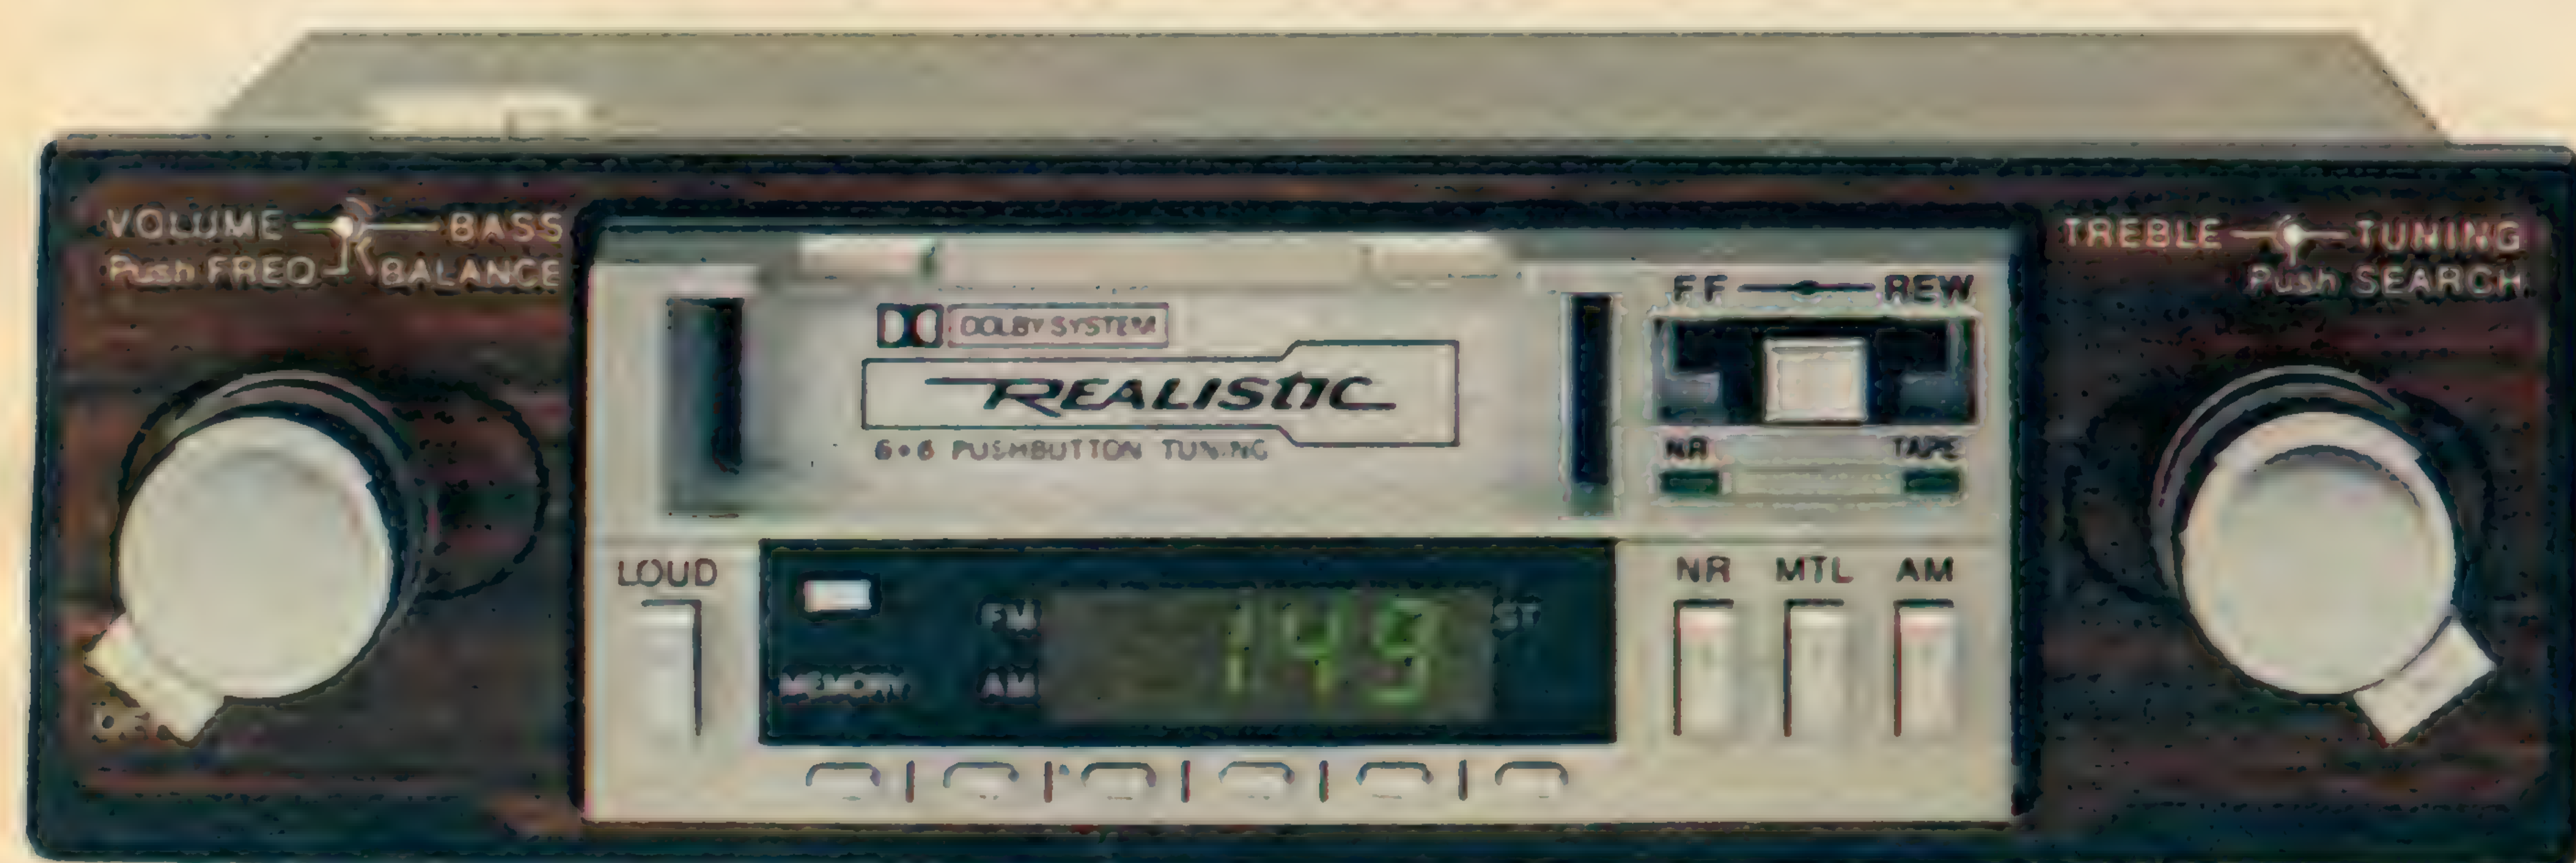 VOLUME BASS
Push FREQ BALANCE
TREBLE TUNING
Push SEARCH
FF REW
DOLBY SYSTEM
REALISTIC
6+6 PUSHBUTTON TUNING
NR TAPE
LOUD
NR MTL AM
FM 149 ST
MEMORY AM